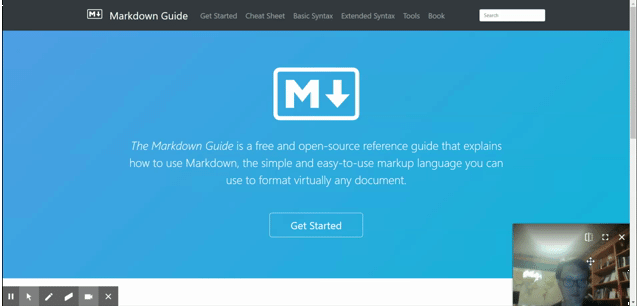 M↓ Markdown Guide Get Started Cheat Sheet Basic Syntax Extended Syntax Tools Book Search
M↓
The Markdown Guide is a free and open-source reference guide that explains
how to use Markdown, the simple and easy-to-use markup language you can
use to format virtually any document.
Get Started